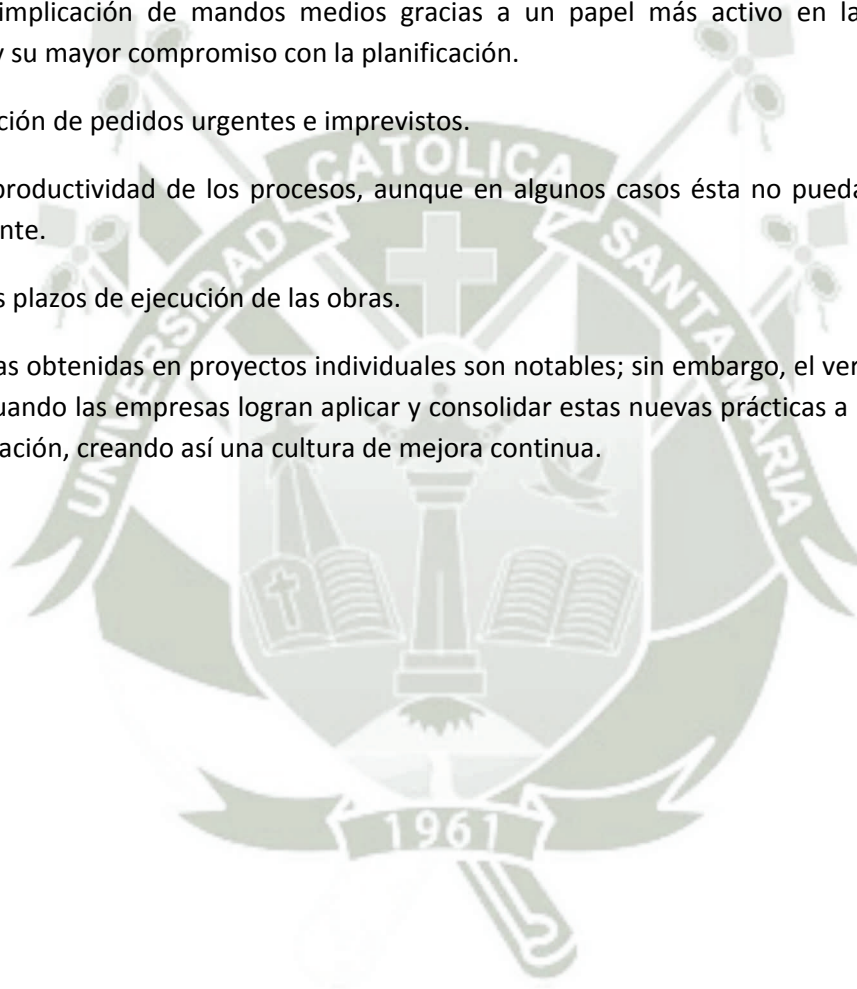 implicación de mandos medios gracias a un papel más activo en la
y su mayor compromiso con la planificación.
ción de pedidos urgentes e imprevistos.
productividad de los procesos, aunque en algunos casos ésta no pueda
nte.
s plazos de ejecución de las obras.
as obtenidas en proyectos individuales son notables; sin embargo, el ver
uando las empresas logran aplicar y consolidar estas nuevas prácticas a
ación, creando así una cultura de mejora continua.
UNIVERSIDAD CATOLICA SANTA MARIA
1961